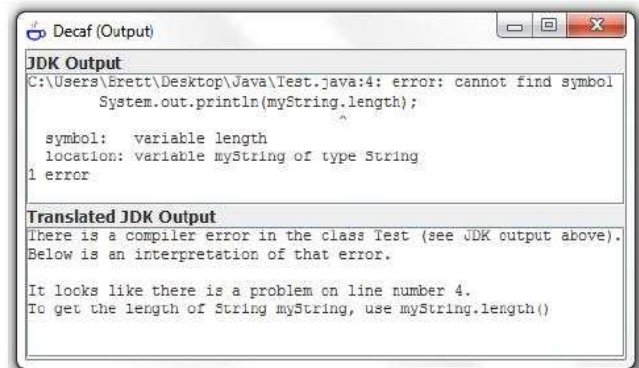 Decaf (Output)
JDK Output
C:\Users\Brett\Desktop\Java\Test.java:4: error: cannot find symbol
System.out.println(myString.length);
^
symbol: variable length
location: variable myString of type String
1 error
Translated JDK Output
There is a compiler error in the class Test (see JDK output above).
Below is an interpretation of that error.
It looks like there is a problem on line number 4.
To get the length of String myString, use myString.length()